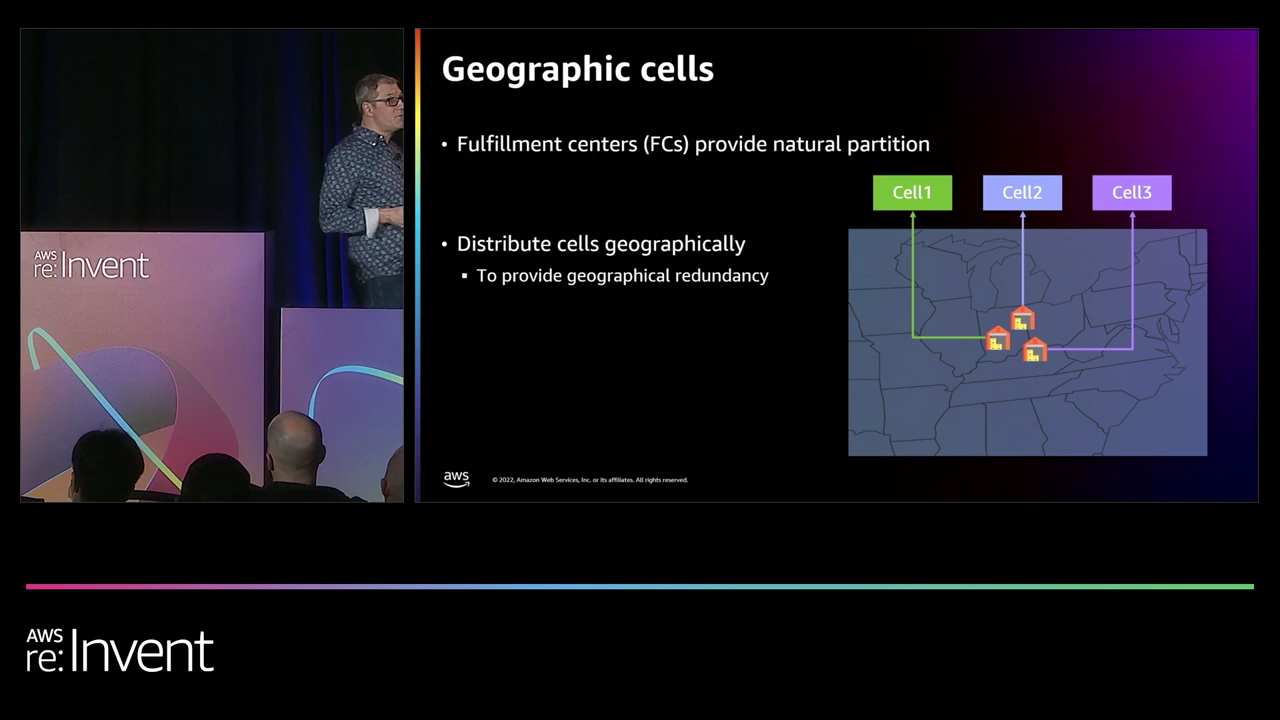 AWS
re:Invent
Geographic cells
• Fulfillment centers (FCs) provide natural partition
Cell1
Cell2
Cell3
• Distribute cells geographically
▪ To provide geographical redundancy
aws
© 2022, Amazon Web Services, Inc. or its affiliates. All rights reserved.
AWS
re:Invent